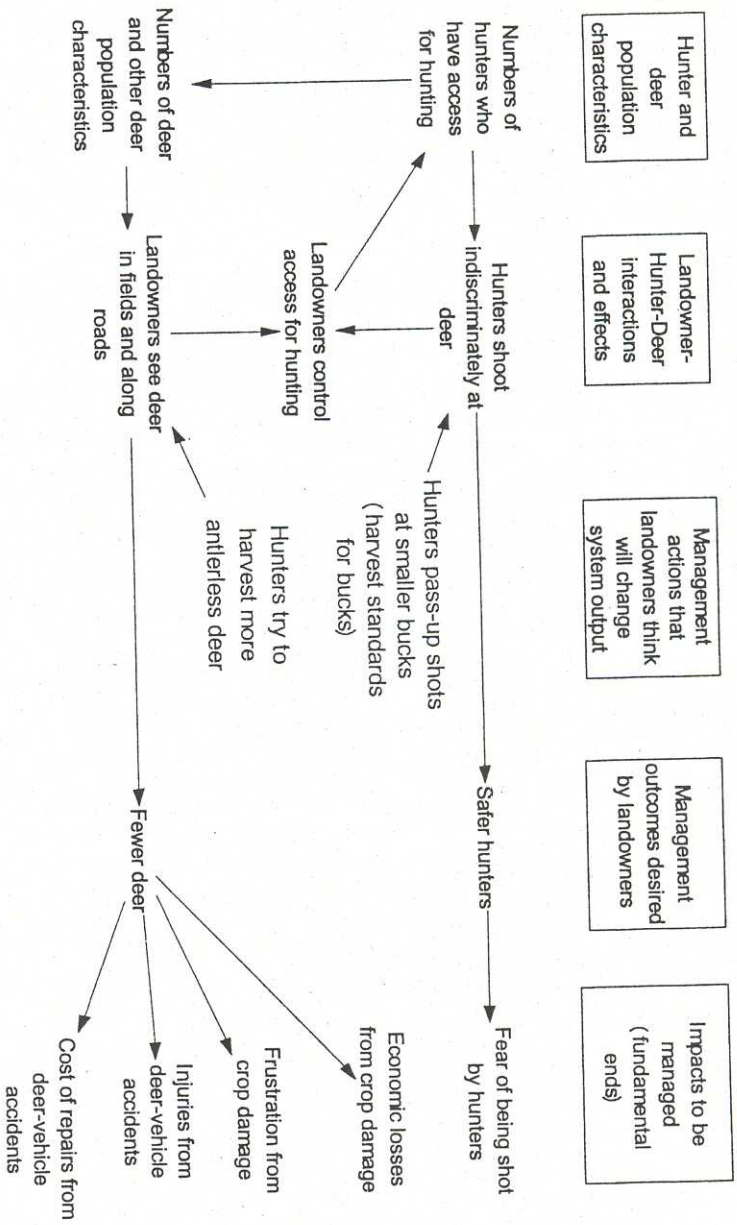 Hunter and
deer
population
characteristics
Landowner-
Hunter-Deer
interactions
and effects
Management
actions that
landowners think
will change
system output
Management
outcomes desired
by landowners
Impacts to be
managed
(fundamental
ends)
Numbers of
hunters who
have access
for hunting
Hunters shoot
indiscriminately at
deer
Hunters pass-up shots
at smaller bucks
(harvest standards
for bucks)
Safer hunters
Fear of being shot
by hunters
Landowners control
access for hunting
Numbers of deer
and other deer
population
characteristics
Landowners see deer
in fields and along
roads
Hunters try to
harvest more
antlerless deer
Fewer deer
Economic losses
from crop damage
Frustration from
crop damage
Injuries from
deer-vehicle
accidents
Cost of repairs from
deer-vehicle
accidents